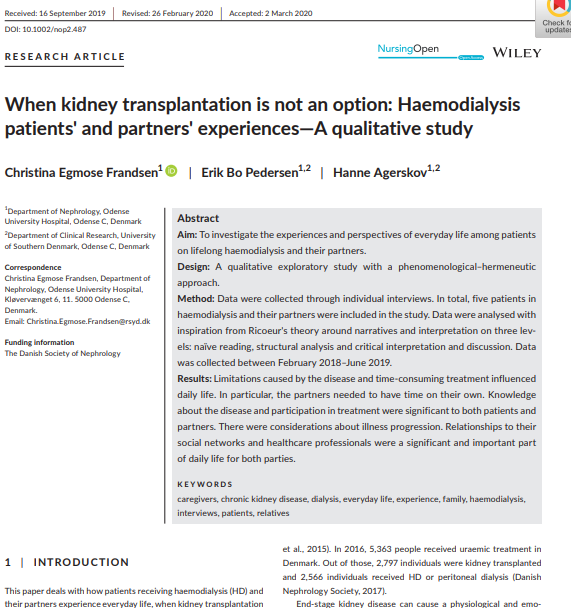 Received: 16 September 2019 | Revised: 26 February 2020 | Accepted: 2 March 2020
DOI: 10.1002/nop2.487
Check for
updates
RESEARCH ARTICLE
NursingOpen
Open Access
WILEY
When kidney transplantation is not an option: Haemodialysis
patients' and partners' experiences—A qualitative study
Christina Egmose Frandsen1 iD | Erik Bo Pedersen1,2 | Hanne Agerskov1,2
1Department of Nephrology, Odense
University Hospital, Odense C, Denmark
2Department of Clinical Research, University
of Southern Denmark, Odense C, Denmark
Correspondence
Christina Egmose Frandsen, Department of
Nephrology, Odense University Hospital,
Kløvervænget 6, 11. 5000 Odense C,
Denmark.
Email: Christina.Egmose.Frandsen@rsyd.dk
Funding information
The Danish Society of Nephrology
Abstract
Aim: To investigate the experiences and perspectives of everyday life among patients
on lifelong haemodialysis and their partners.
Design: A qualitative exploratory study with a phenomenological–hermeneutic
approach.
Method: Data were collected through individual interviews. In total, five patients in
haemodialysis and their partners were included in the study. Data were analysed with
inspiration from Ricoeur's theory around narratives and interpretation on three lev-
els: naïve reading, structural analysis and critical interpretation and discussion. Data
was collected between February 2018–June 2019.
Results: Limitations caused by the disease and time-consuming treatment influenced
daily life. In particular, the partners needed to have time on their own. Knowledge
about the disease and participation in treatment were significant to both patients and
partners. There were considerations about illness progression. Relationships to their
social networks and healthcare professionals were a significant and important part
of daily life for both parties.
KEYWORDS
caregivers, chronic kidney disease, dialysis, everyday life, experience, family, haemodialysis,
interviews, patients, relatives
1 | INTRODUCTION
This paper deals with how patients receiving haemodialysis (HD) and
their partners experience everyday life, when kidney transplantation
et al., 2015). In 2016, 5,363 people received uraemic treatment in
Denmark. Out of those, 2,797 individuals were kidney transplanted
and 2,566 individuals received HD or peritoneal dialysis (Danish
Nephrology Society, 2017).
End-stage kidney disease can cause a physiological and emo-